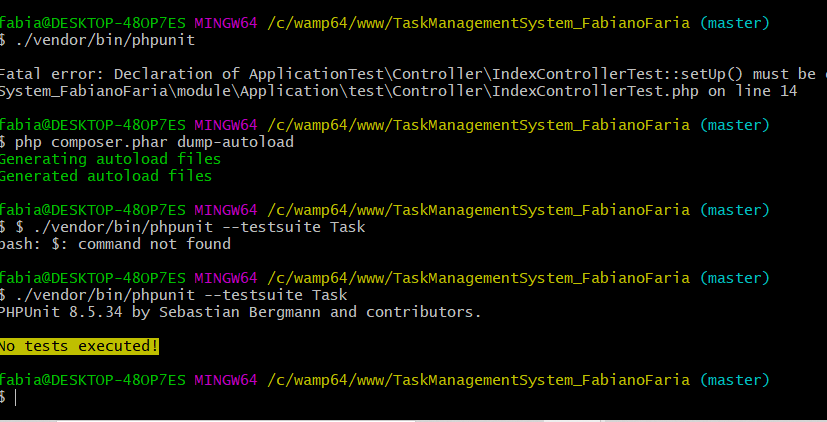 fabia@DESKTOP-48OP7ES MINGW64 /c/wamp64/www/TaskManagementSystem_FabianoFaria (master)
$ ./vendor/bin/phpunit
Fatal error: Declaration of ApplicationTest\Controller\IndexControllerTest::setUp() must be
System_FabianoFaria\module\Application\test\Controller\IndexControllerTest.php on line 14
fabia@DESKTOP-48OP7ES MINGW64 /c/wamp64/www/TaskManagementSystem_FabianoFaria (master)
$ php composer.phar dump-autoload
Generating autoload files
Generated autoload files
fabia@DESKTOP-48OP7ES MINGW64 /c/wamp64/www/TaskManagementSystem_FabianoFaria (master)
$ $ ./vendor/bin/phpunit --testsuite Task
bash: $: command not found
fabia@DESKTOP-48OP7ES MINGW64 /c/wamp64/www/TaskManagementSystem_FabianoFaria (master)
$ ./vendor/bin/phpunit --testsuite Task
PHPUnit 8.5.34 by Sebastian Bergmann and contributors.
No tests executed!
fabia@DESKTOP-48OP7ES MINGW64 /c/wamp64/www/TaskManagementSystem_FabianoFaria (master)
$